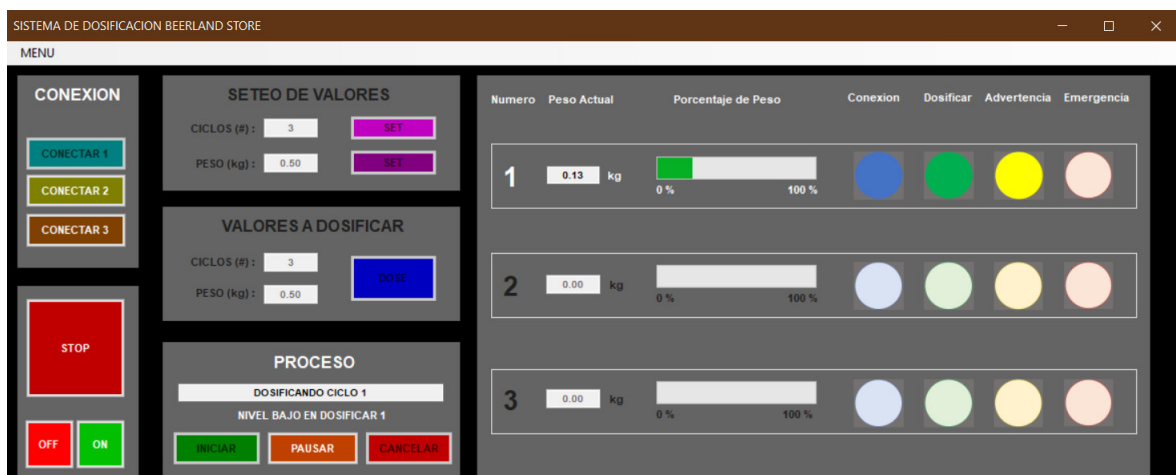 SISTEMA DE DOSIFICACION BEERLAND STORE
MENU
CONEXION
CONECTAR 1
CONECTAR 2
CONECTAR 3
STOP
OFF
ON
SETEO DE VALORES
CICLOS (#) : 3 SET
PESO (kg) : 0.50 SET
VALORES A DOSIFICAR
CICLOS (#) : 3
PESO (kg) : 0.50
DOSE
PROCESO
DOSIFICANDO CICLO 1
NIVEL BAJO EN DOSIFICAR 1
INICIAR PAUSAR CANCELAR
Numero Peso Actual Porcentaje de Peso Conexion Dosificar Advertencia Emergencia
1 0.13 kg
0 % 100 %
2 0.00 kg
0 % 100 %
3 0.00 kg
0 % 100 %